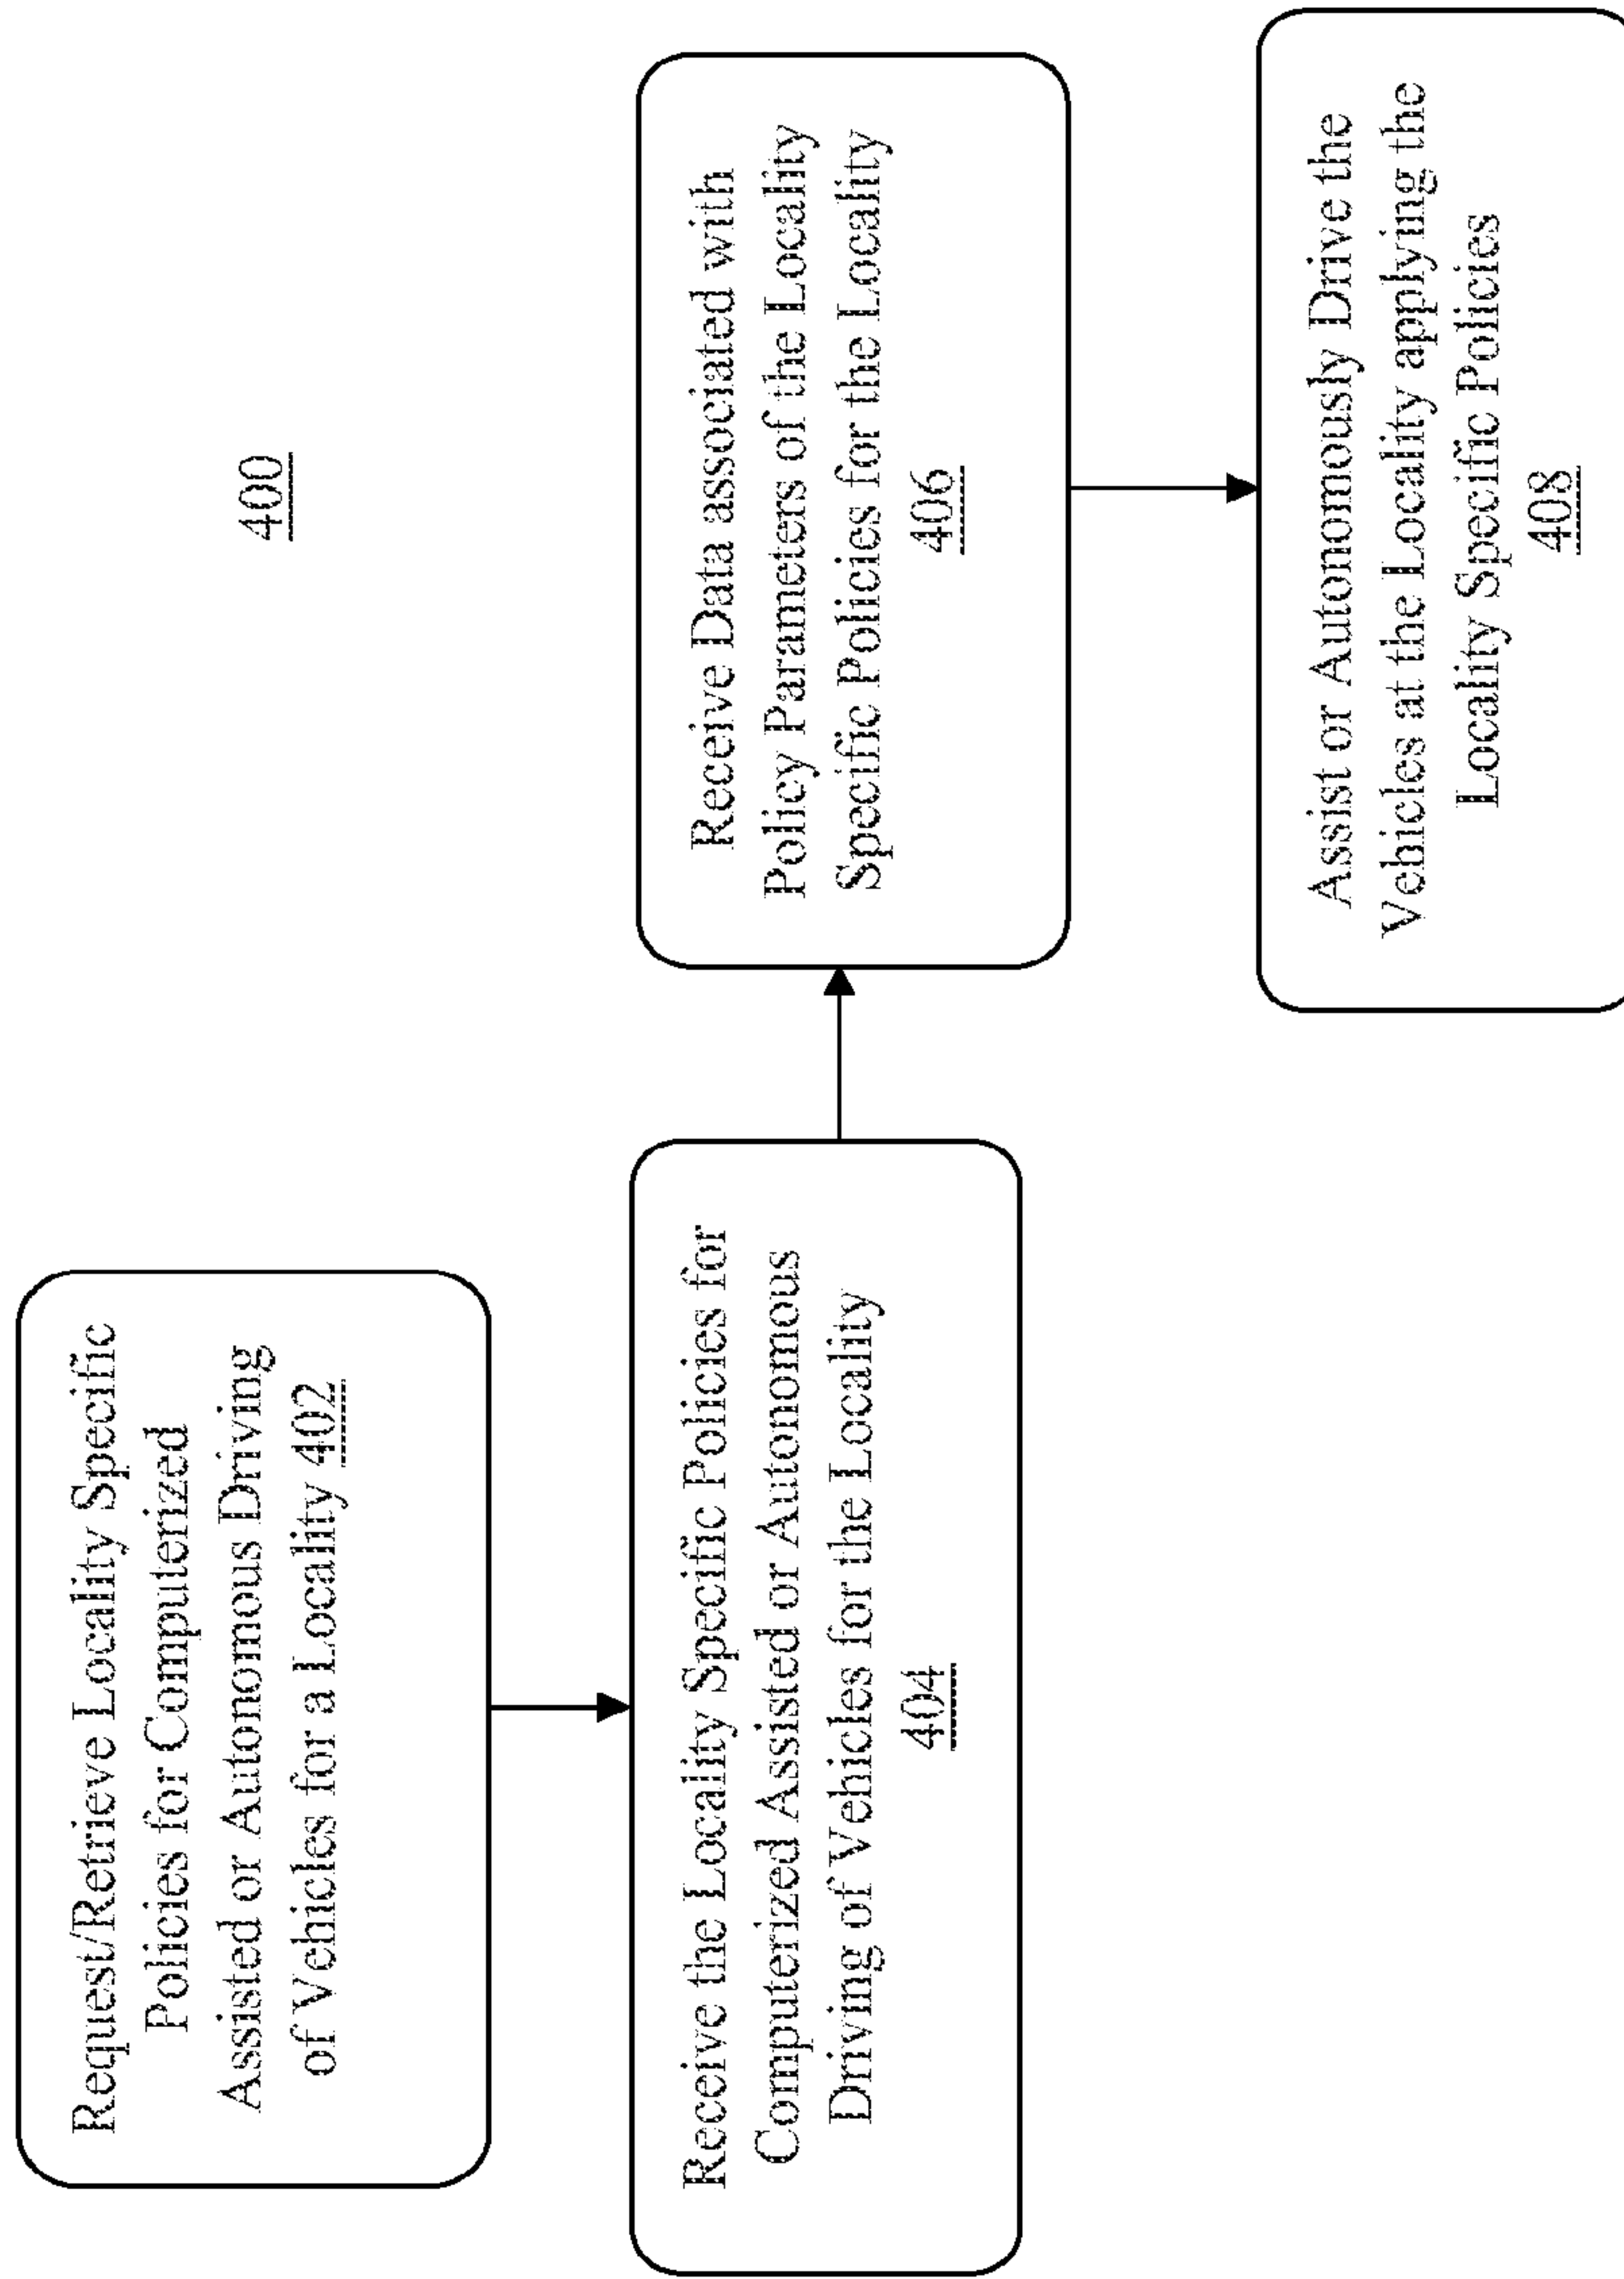 400
Request/Retrieve Locality Specific
Policies for Computerized
Assisted or Autonomous Driving
of Vehicles for a Locality 402
Receive the Locality Specific Policies for
Computerized Assisted or Autonomous
Driving of Vehicles for the Locality
404
Receive Data associated with
Policy Parameters of the Locality
Specific Policies for the Locality
406
Assist or Autonomously Drive the
Vehicles at the Locality applying the
Locality Specific Policies
408